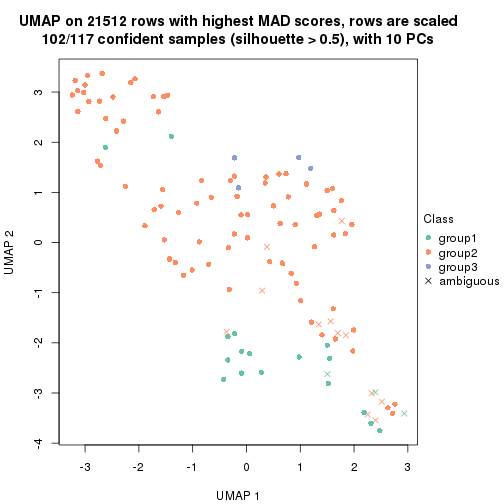 UMAP on 21512 rows with highest MAD scores, rows are scaled
102/117 confident samples (silhouette > 0.5), with 10 PCs
3
2
1
0
-1
-2
-3
-4
UMAP 2
-3
-2
-1
0
1
2
3
UMAP 1
Class
group1
group2
group3
ambiguous